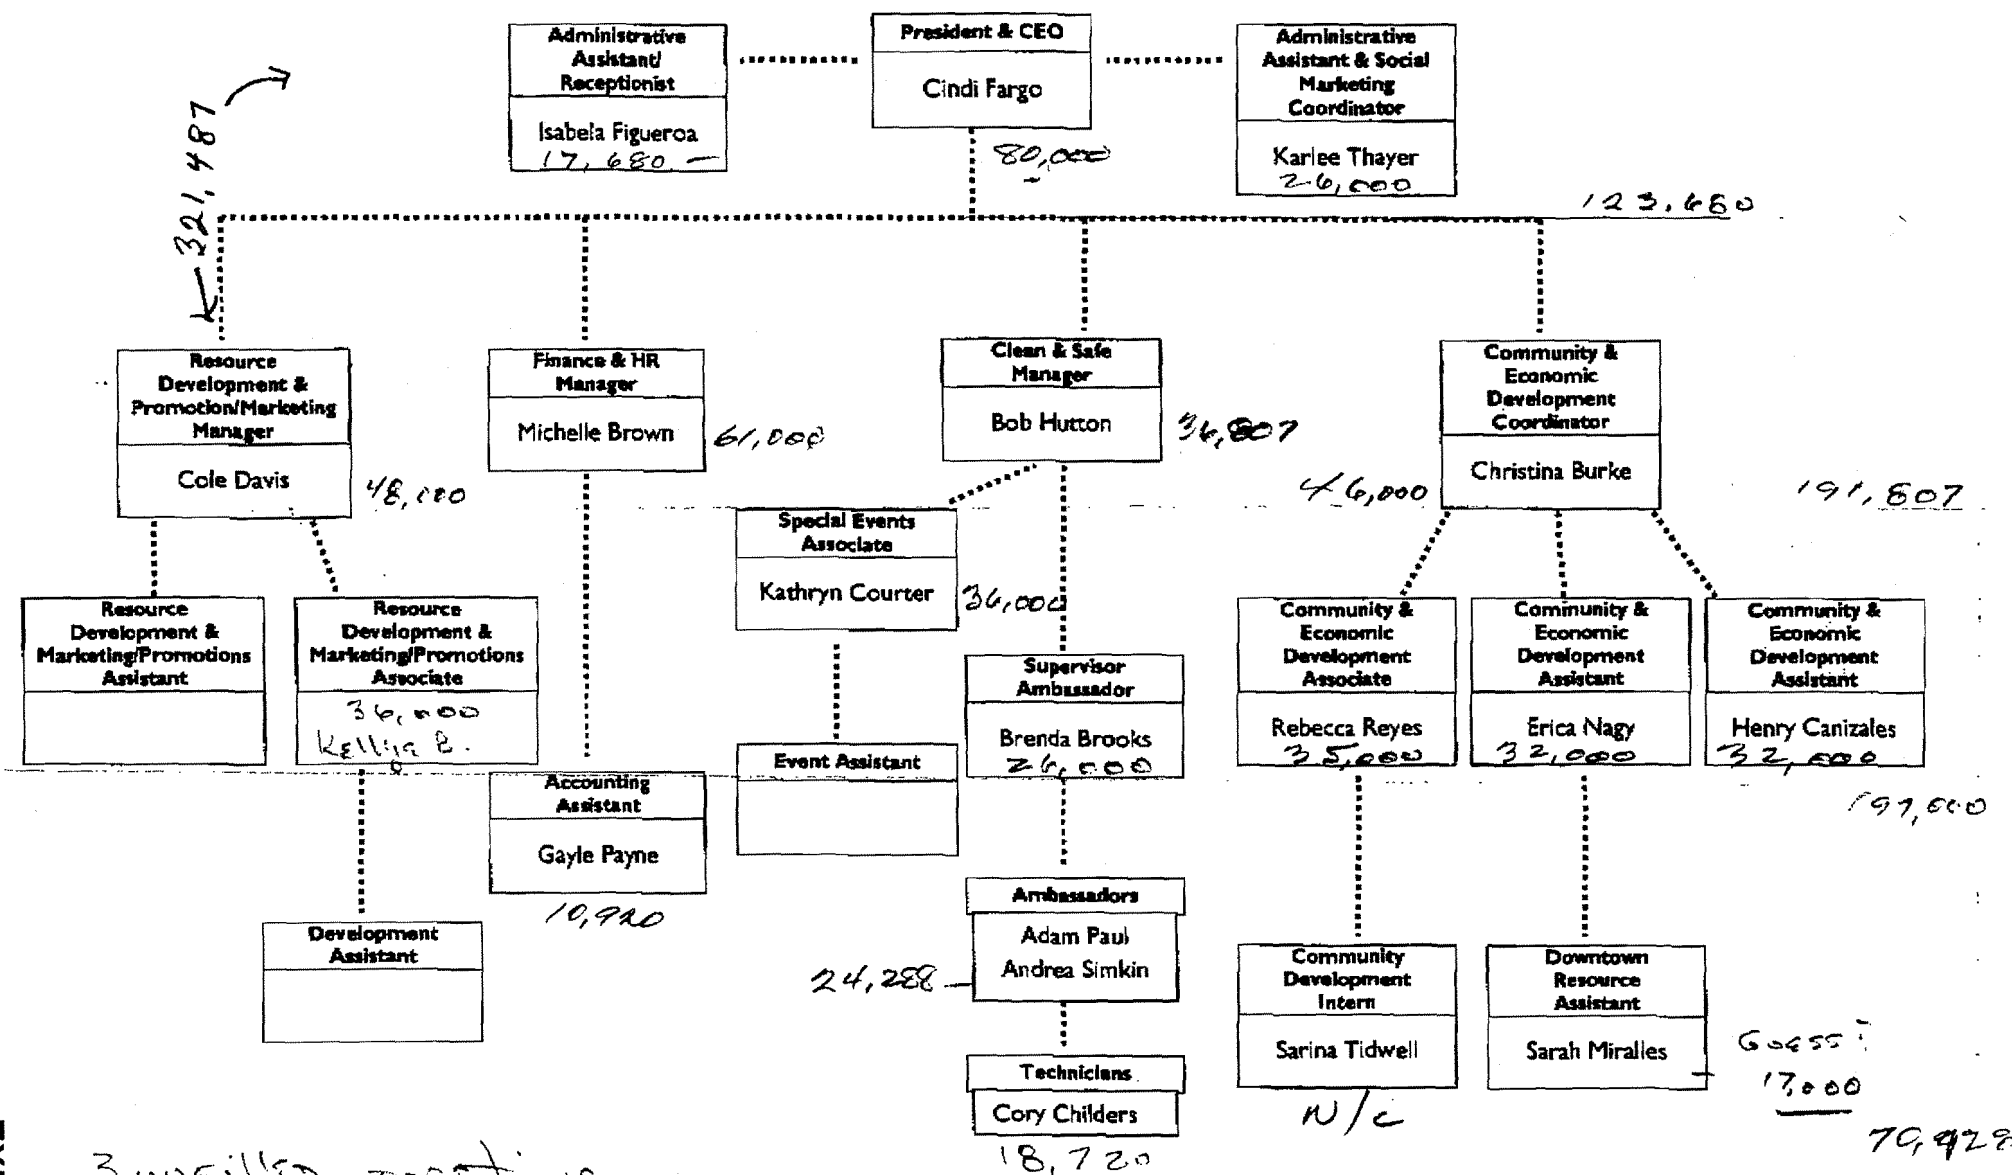 Administrative
Assistant/
Receptionist
Isabela Figueroa
17,680 —
President & CEO
Cindi Fargo
80,000
Administrative
Assistant & Social
Marketing
Coordinator
Karlee Thayer
26,000
123,680
321,487
Resource
Development &
Promotion/Marketing
Manager
Cole Davis
48,000
Finance & HR
Manager
Michelle Brown
61,000
Clean & Safe
Manager
Bob Hutton
36,807
Community &
Economic
Development
Coordinator
Christina Burke
46,000
191,807
Resource
Development &
Marketing/Promotions
Assistant
Resource
Development &
Marketing/Promotions
Associate
36,000
Special Events
Associate
Kathryn Courter
36,000
Supervisor
Ambassador
Brenda Brooks
26,000
Community &
Economic
Development
Associate
Rebecca Reyes
35,000
Community &
Economic
Development
Assistant
Erica Nagy
32,000
Community &
Economic
Development
Assistant
Henry Canizales
32,000
197,000
Development
Assistant
Accounting
Assistant
Gayle Payne
10,920
Event Assistant
Ambassadors
Adam Paul
Andrea Simkin
24,288 —
Technicians
Cory Childers
18,720
Community
Development
Intern
Sarina Tidwell
N/C
Downtown
Resource
Assistant
Sarah Miralles
Guess?
17,000
70,928
3 unfilled